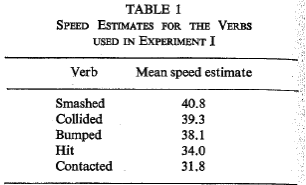 TABLE 1
SPEED ESTIMATES FOR THE VERBS
USED IN EXPERIMENT I
Verb Mean speed estimate
Smashed 40.8
Collided 39.3
Bumped 38.1
Hit 34.0
Contacted 31.8